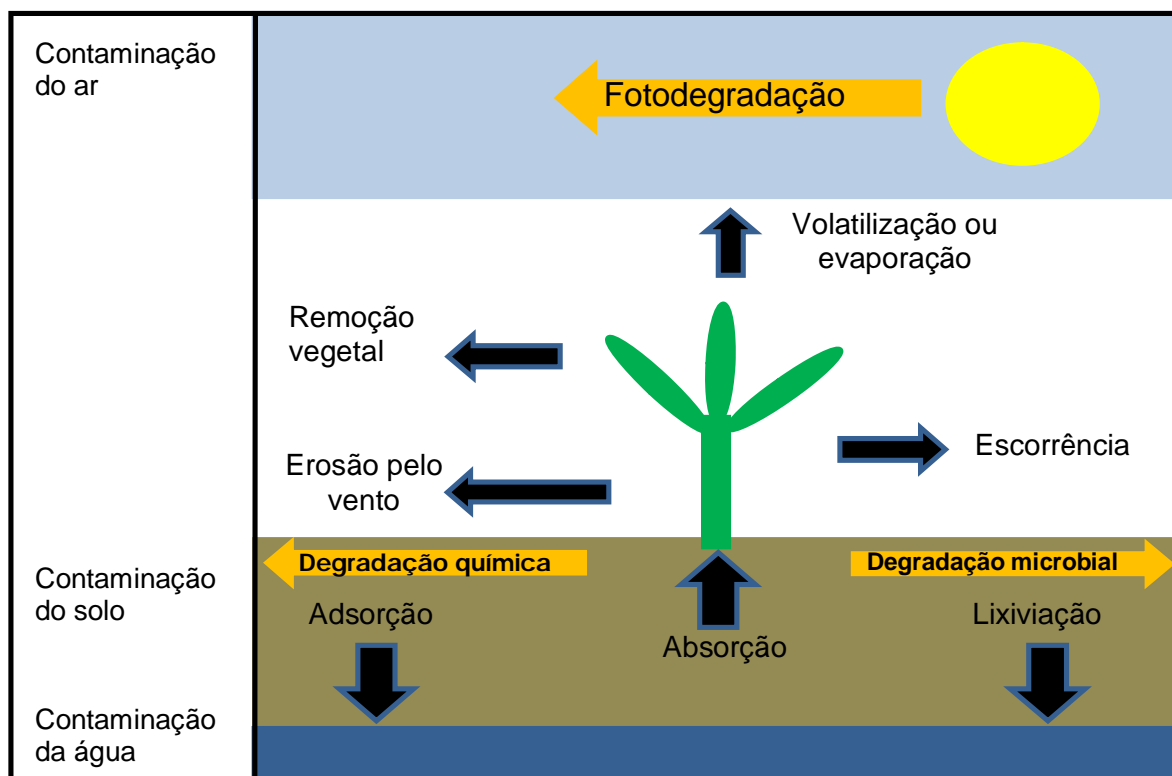 Contaminação
do ar
Fotodegradação
Volatilização ou
evaporação
Remoção
vegetal
Escorrência
Erosão pelo
vento
Degradação química
Degradação microbial
Contaminação
do solo
Adsorção
Absorção
Lixiviação
Contaminação
da água